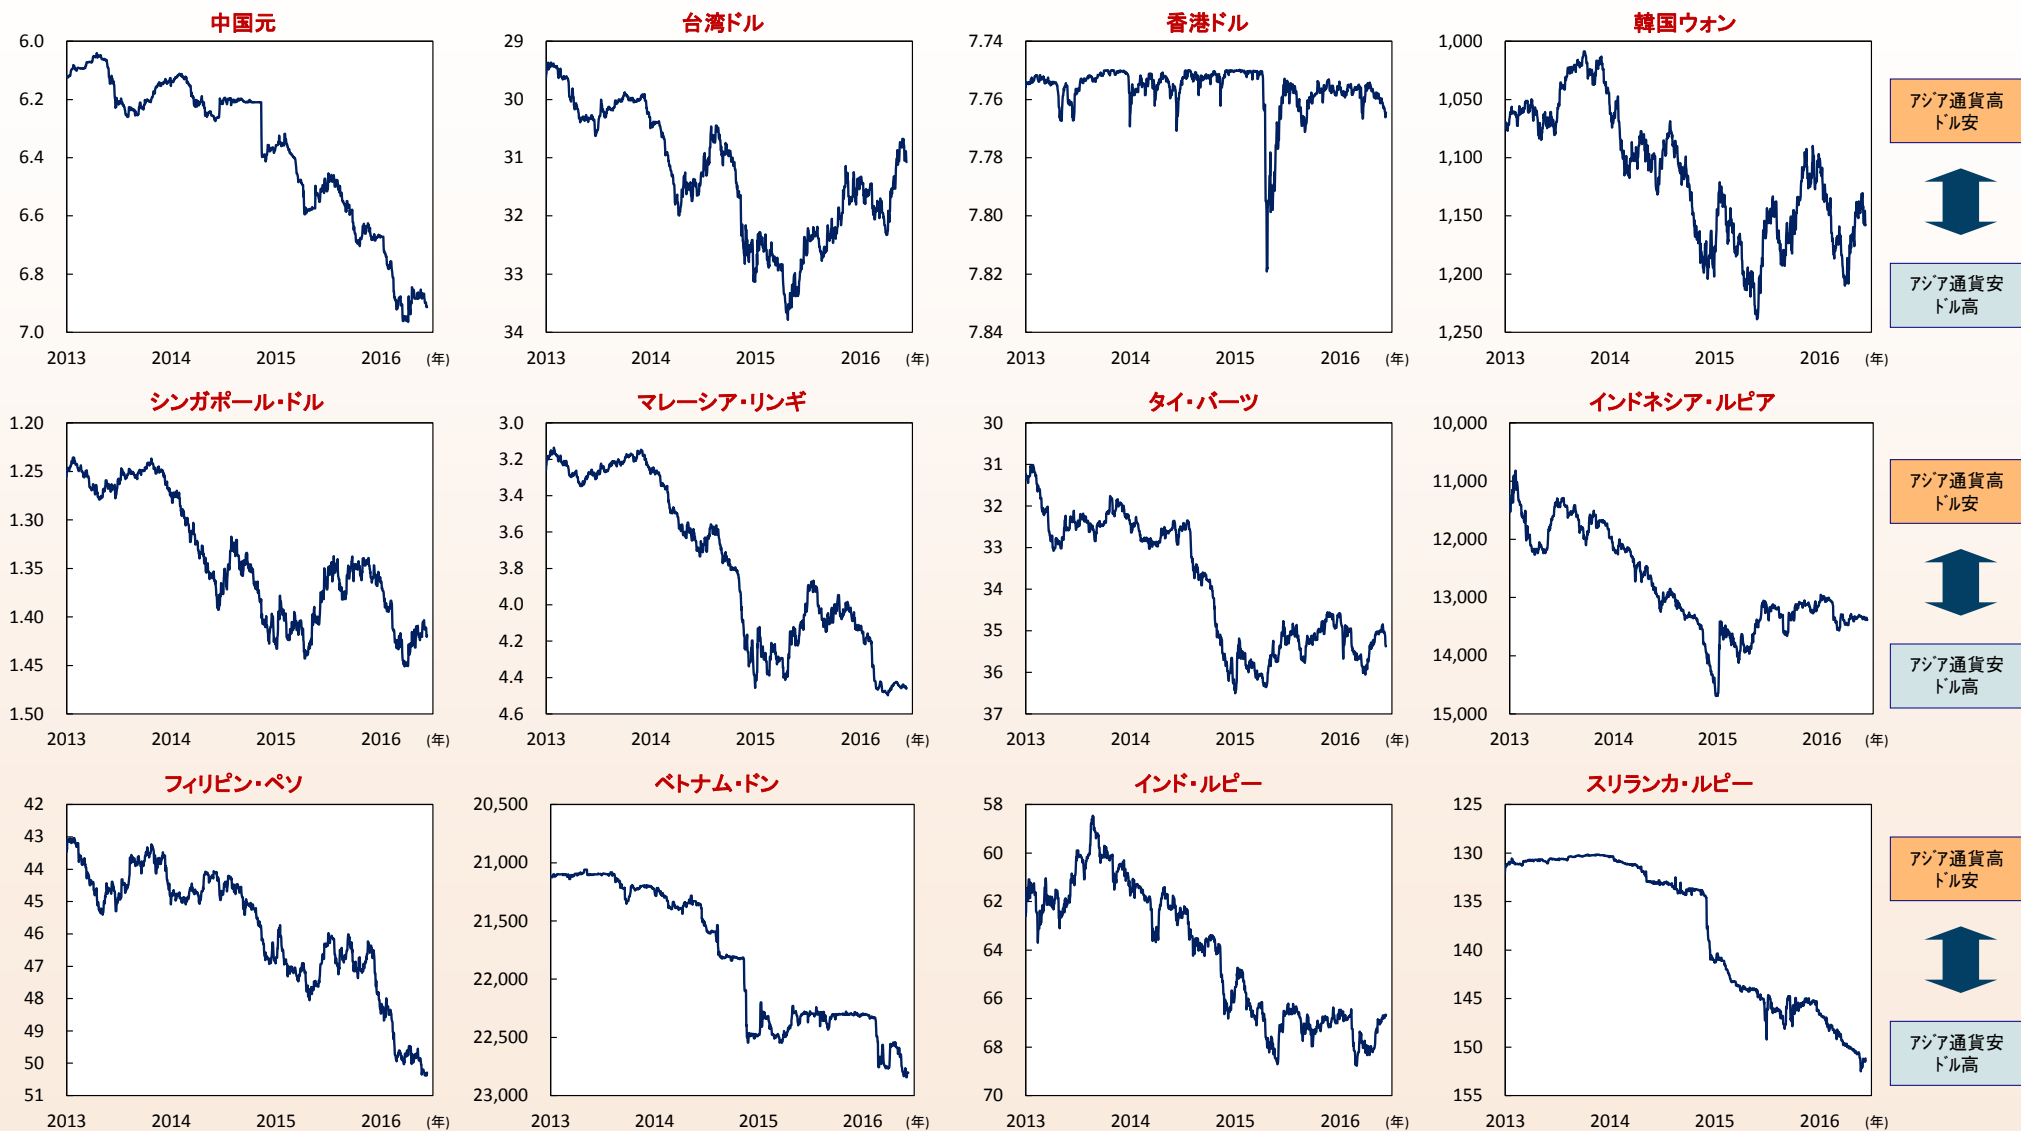 中国元
台湾ドル
香港ドル
韓国ウォン
6.0
6.2
6.4
6.6
6.8
7.0
2013 2014 2015 2016 (年)
29
30
31
32
33
34
2013 2014 2015 2016 (年)
7.74
7.76
7.78
7.80
7.82
7.84
2013 2014 2015 2016 (年)
1,000
1,050
1,100
1,150
1,200
1,250
2013 2014 2015 2016 (年)
アジア通貨高
ドル安
アジア通貨安
ドル高
シンガポール・ドル
マレーシア・リンギ
タイ・バーツ
インドネシア・ルピア
1.20
1.25
1.30
1.35
1.40
1.45
1.50
2013 2014 2015 2016 (年)
3.0
3.2
3.4
3.6
3.8
4.0
4.2
4.4
4.6
2013 2014 2015 2016 (年)
30
31
32
33
34
35
36
37
2013 2014 2015 2016 (年)
10,000
11,000
12,000
13,000
14,000
15,000
2013 2014 2015 2016 (年)
アジア通貨高
ドル安
アジア通貨安
ドル高
フィリピン・ペソ
ベトナム・ドン
インド・ルピー
スリランカ・ルピー
42
43
44
45
46
47
48
49
50
51
2013 2014 2015 2016 (年)
20,500
21,000
21,500
22,000
22,500
23,000
2013 2014 2015 2016 (年)
58
60
62
64
66
68
70
2013 2014 2015 2016 (年)
125
130
135
140
145
150
155
2013 2014 2015 2016 (年)
アジア通貨高
ドル安
アジア通貨安
ドル高